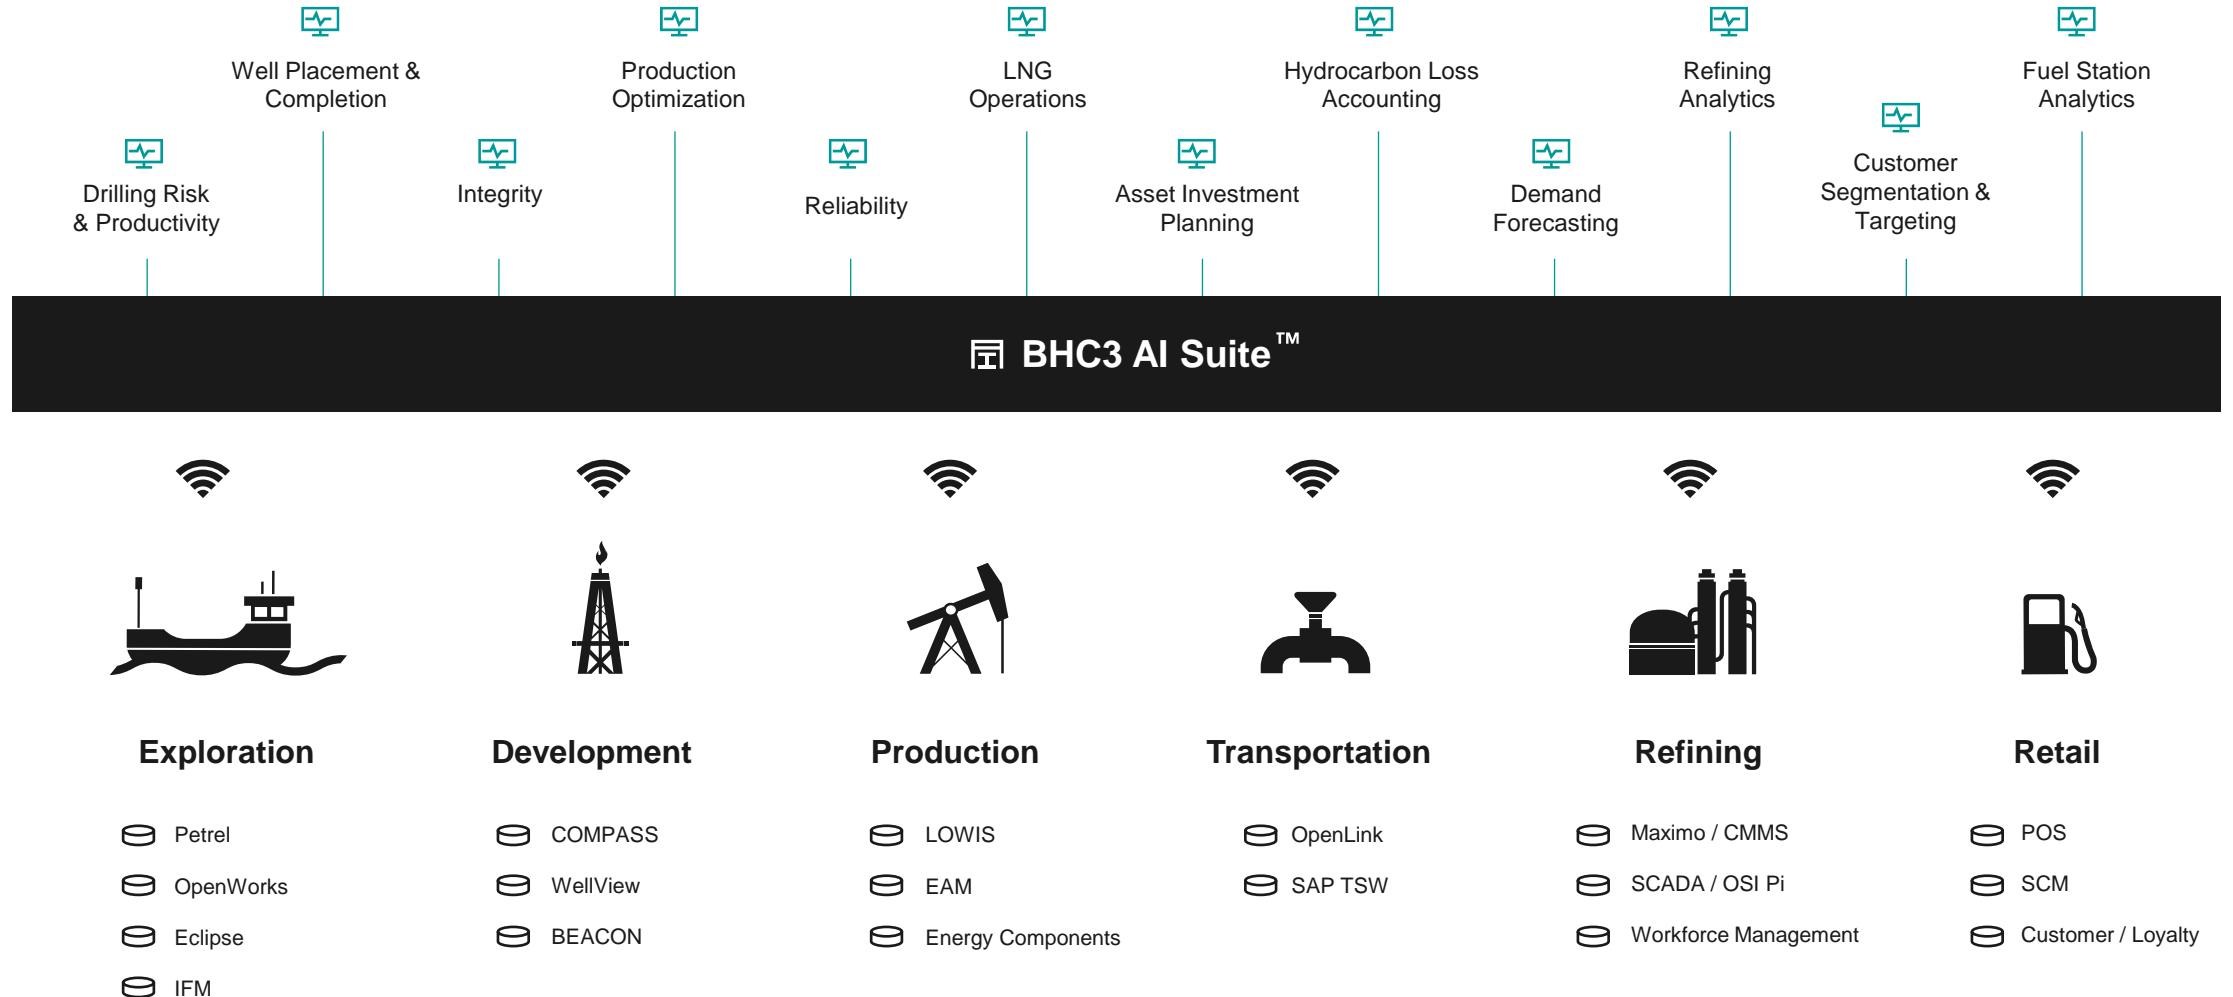 Well Placement &
Completion
Production
Optimization
LNG
Operations
Hydrocarbon Loss
Accounting
Refining
Analytics
Fuel Station
Analytics
Drilling Risk
& Productivity
Integrity
Reliability
Asset Investment
Planning
Demand
Forecasting
Customer
Segmentation &
Targeting
BHC3 AI Suite™
Exploration
Petrel
OpenWorks
Eclipse
IFM
Development
COMPASS
WellView
BEACON
Production
LOWIS
EAM
Energy Components
Transportation
OpenLink
SAP TSW
Refining
Maximo / CMMS
SCADA / OSI Pi
Workforce Management
Retail
POS
SCM
Customer / Loyalty